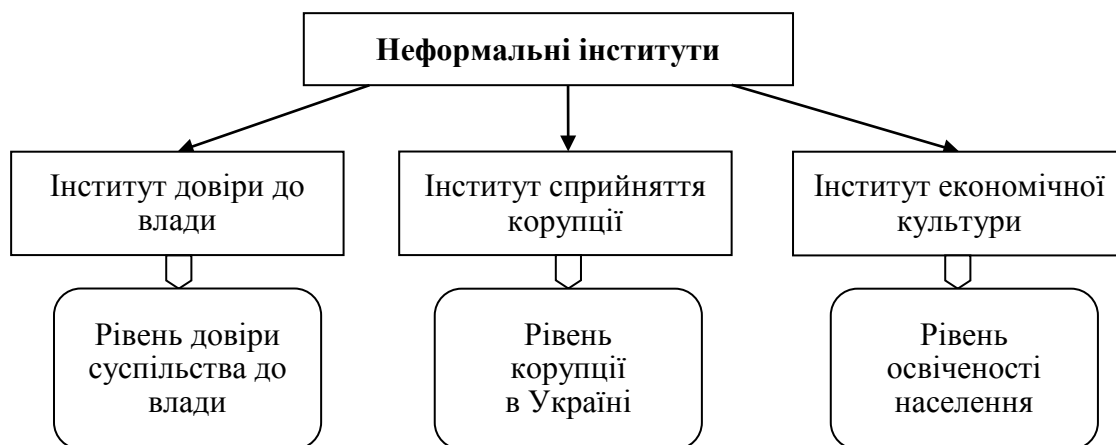 Неформальні інститути
Інститут довіри до
влади
Інститут сприйняття
корупції
Інститут економічної
культури
Рівень довіри
суспільства до
влади
Рівень
корупції
в Україні
Рівень
освіченості
населення